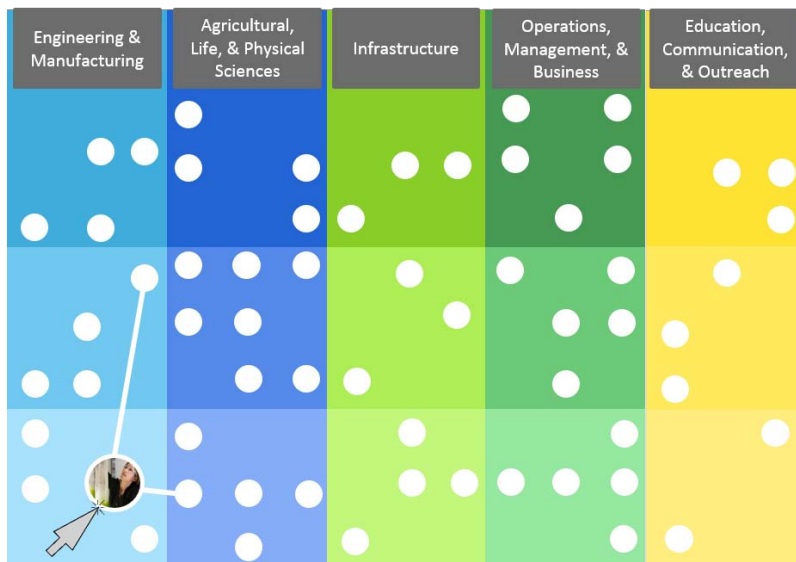 Engineering &
Manufacturing
Agricultural,
Life, & Physical
Sciences
Infrastructure
Operations,
Management, &
Business
Education,
Communication,
& Outreach